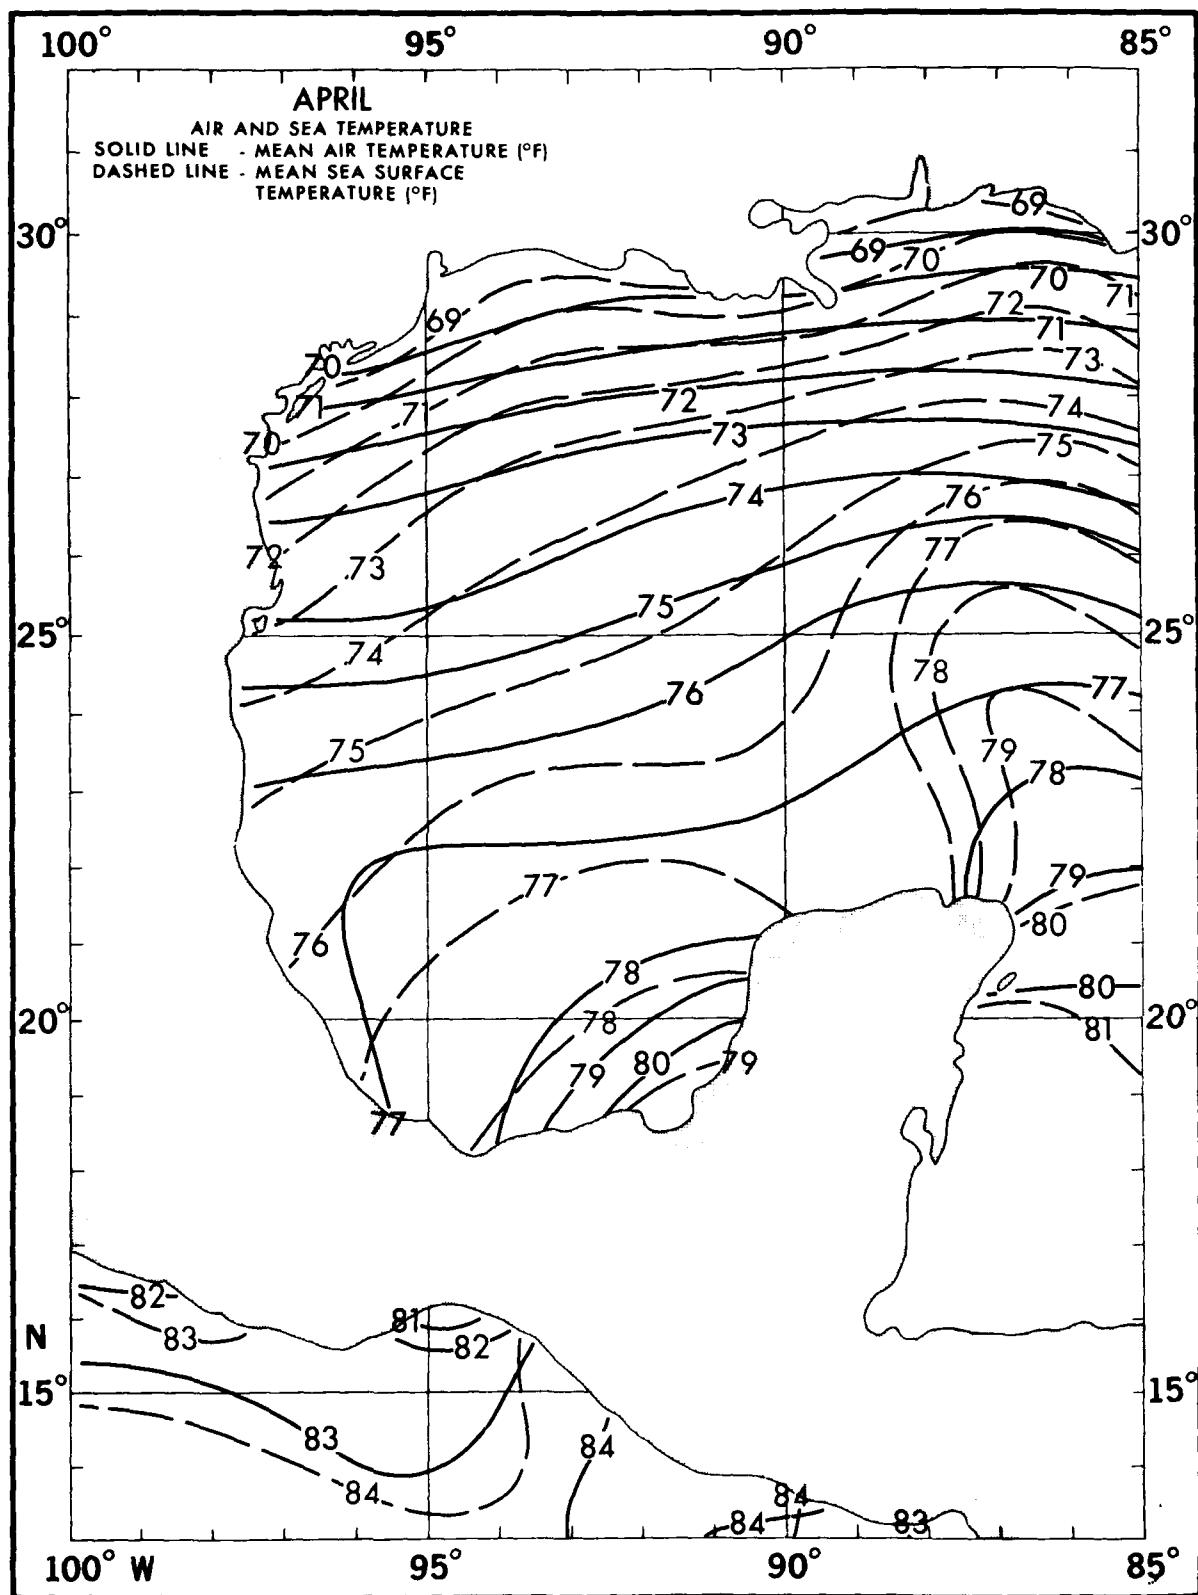 100° 95° 90° 85°
APRIL
AIR AND SEA TEMPERATURE
SOLID LINE - MEAN AIR TEMPERATURE (°F)
DASHED LINE - MEAN SEA SURFACE
TEMPERATURE (°F)
69
30° 30°
69 70
70 71
72
69 71
70 73
71 71 72 74
70 73 75
74 76
72 73 77
75
25° 25°
74 78
76 77
75 79
78
77 79
76 80
78
80
20° 78 20°
81
79 80 79
77
82
81
N 83 82
15° 15°
83 84
84
84
84 83
100° W 95° 90° 85°